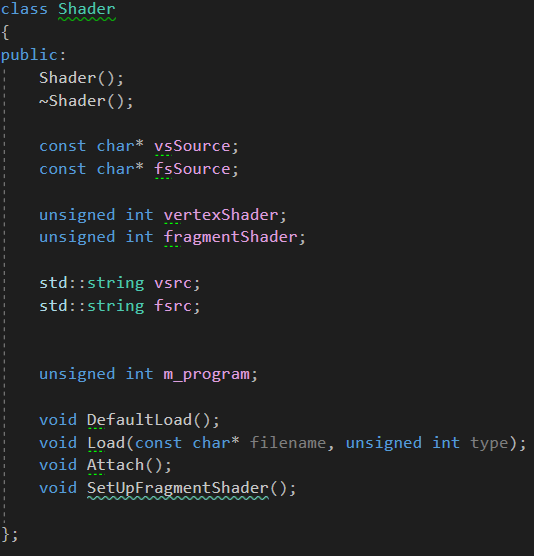 class Shader
{
public:
    Shader();
    ~Shader();
    const char* vsSource;
    const char* fsSource;
    unsigned int vertexShader;
    unsigned int fragmentShader;
    std::string vsrc;
    std::string fsrc;
    unsigned int m_program;
    void DefaultLoad();
    void Load(const char* filename, unsigned int type);
    void Attach();
    void SetUpFragmentShader();
};